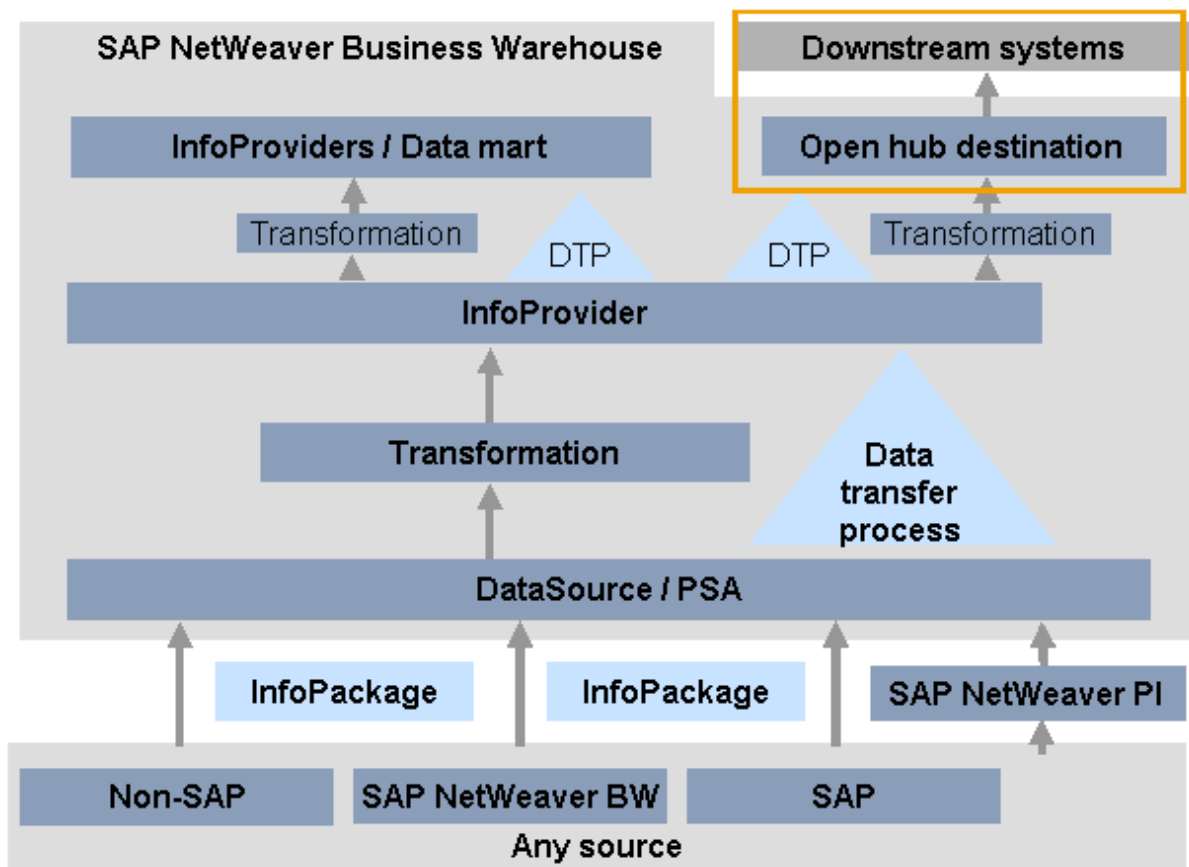 SAP NetWeaver Business Warehouse
Downstream systems
InfoProviders / Data mart
Open hub destination
Transformation
DTP
DTP
Transformation
InfoProvider
Transformation
Data
transfer
process
DataSource / PSA
InfoPackage
InfoPackage
SAP NetWeaver PI
Non-SAP
SAP NetWeaver BW
SAP
Any source